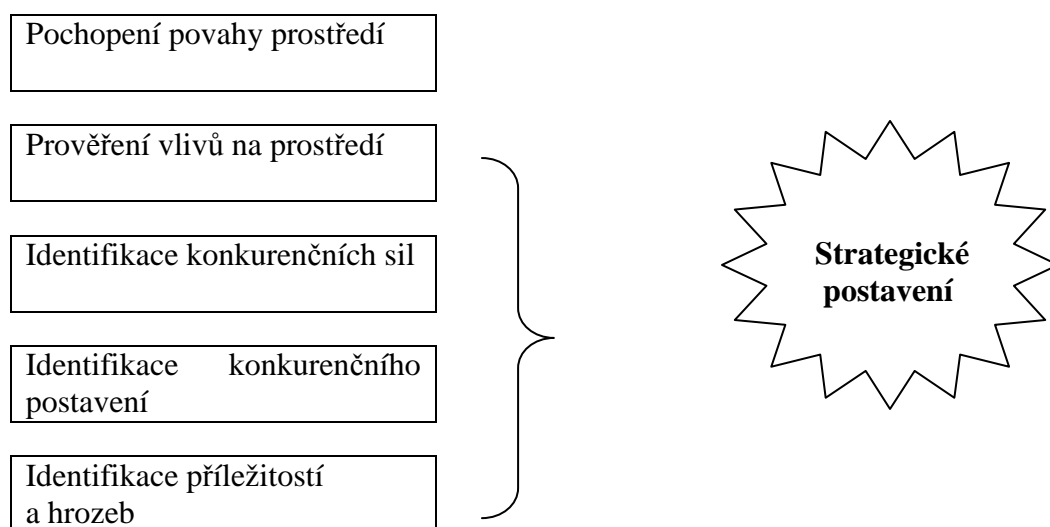 Pochopení povahy prostředí
Prověření vlivů na prostředí
Identifikace konkurenčních sil
Identifikace konkurenčního
postavení
Identifikace příležitostí
a hrozeb
Strategické
postavení